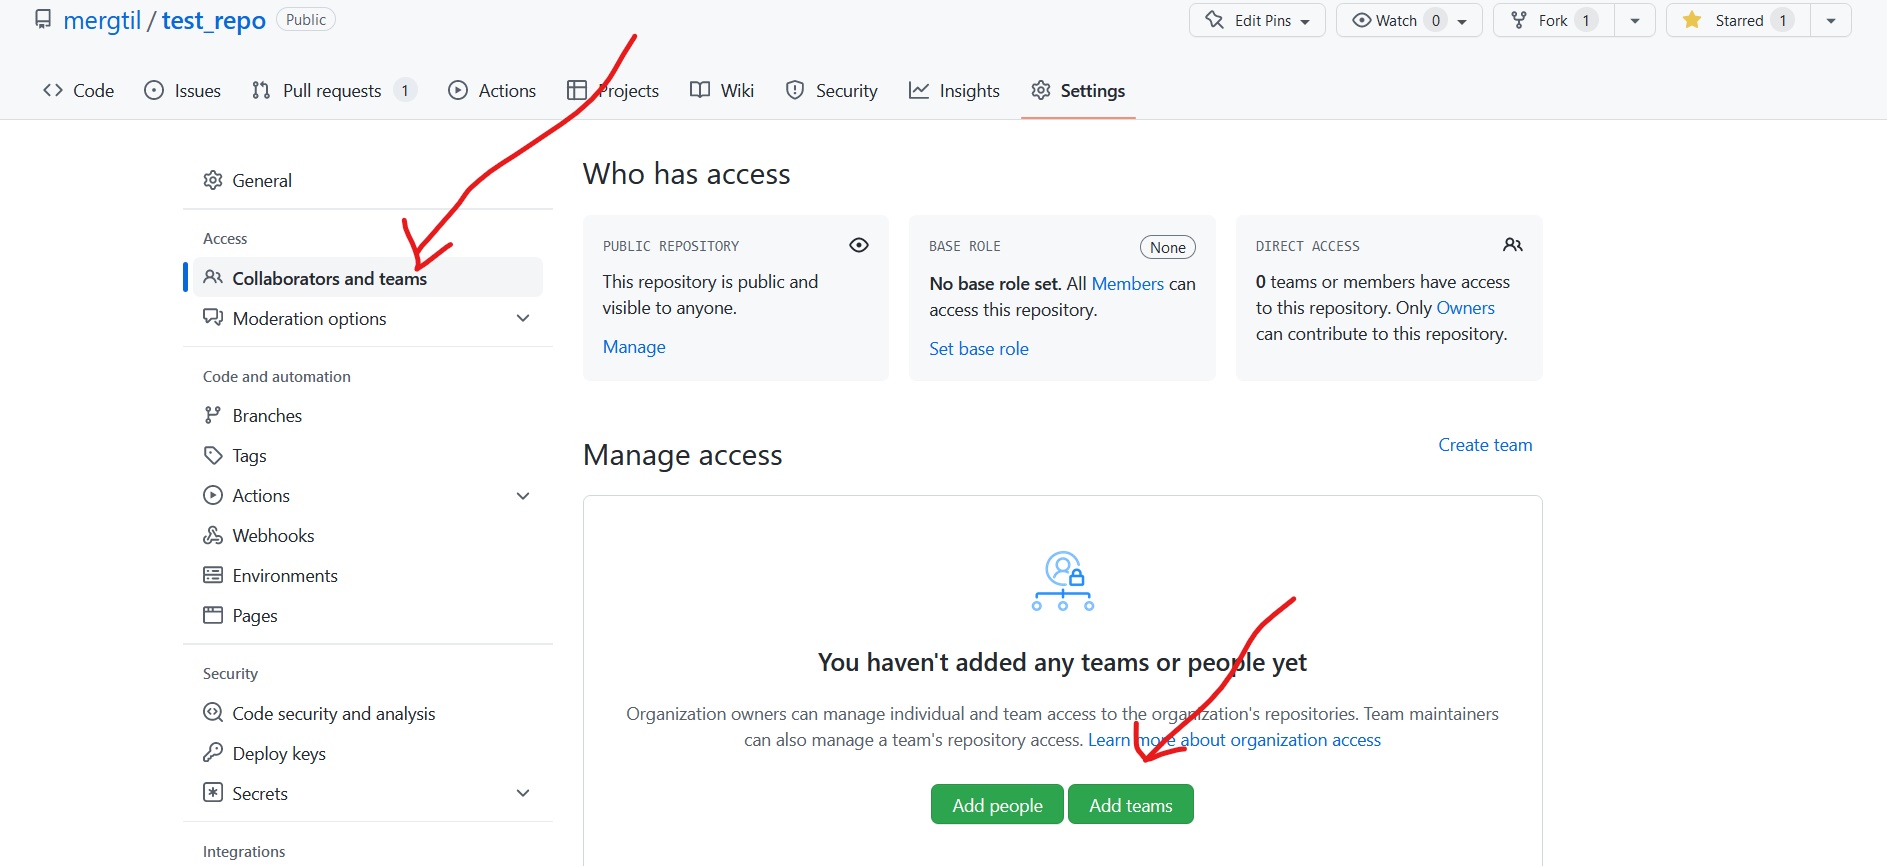 mergtil / test_repo Public
Edit Pins Watch 0 Fork 1 Starred 1
Code Issues Pull requests 1 Actions Projects Wiki Security Insights Settings
General
Access
Collaborators and teams
Moderation options
Code and automation
Branches
Tags
Actions
Webhooks
Environments
Pages
Security
Code security and analysis
Deploy keys
Secrets
Integrations
Who has access
PUBLIC REPOSITORY
This repository is public and
visible to anyone.
Manage
BASE ROLE None
No base role set. All Members can
access this repository.
Set base role
DIRECT ACCESS
0 teams or members have access
to this repository. Only Owners
can contribute to this repository.
Manage access
Create team
You haven't added any teams or people yet
Organization owners can manage individual and team access to the organization's repositories. Team maintainers
can also manage a team's repository access. Learn more about organization access
Add people Add teams